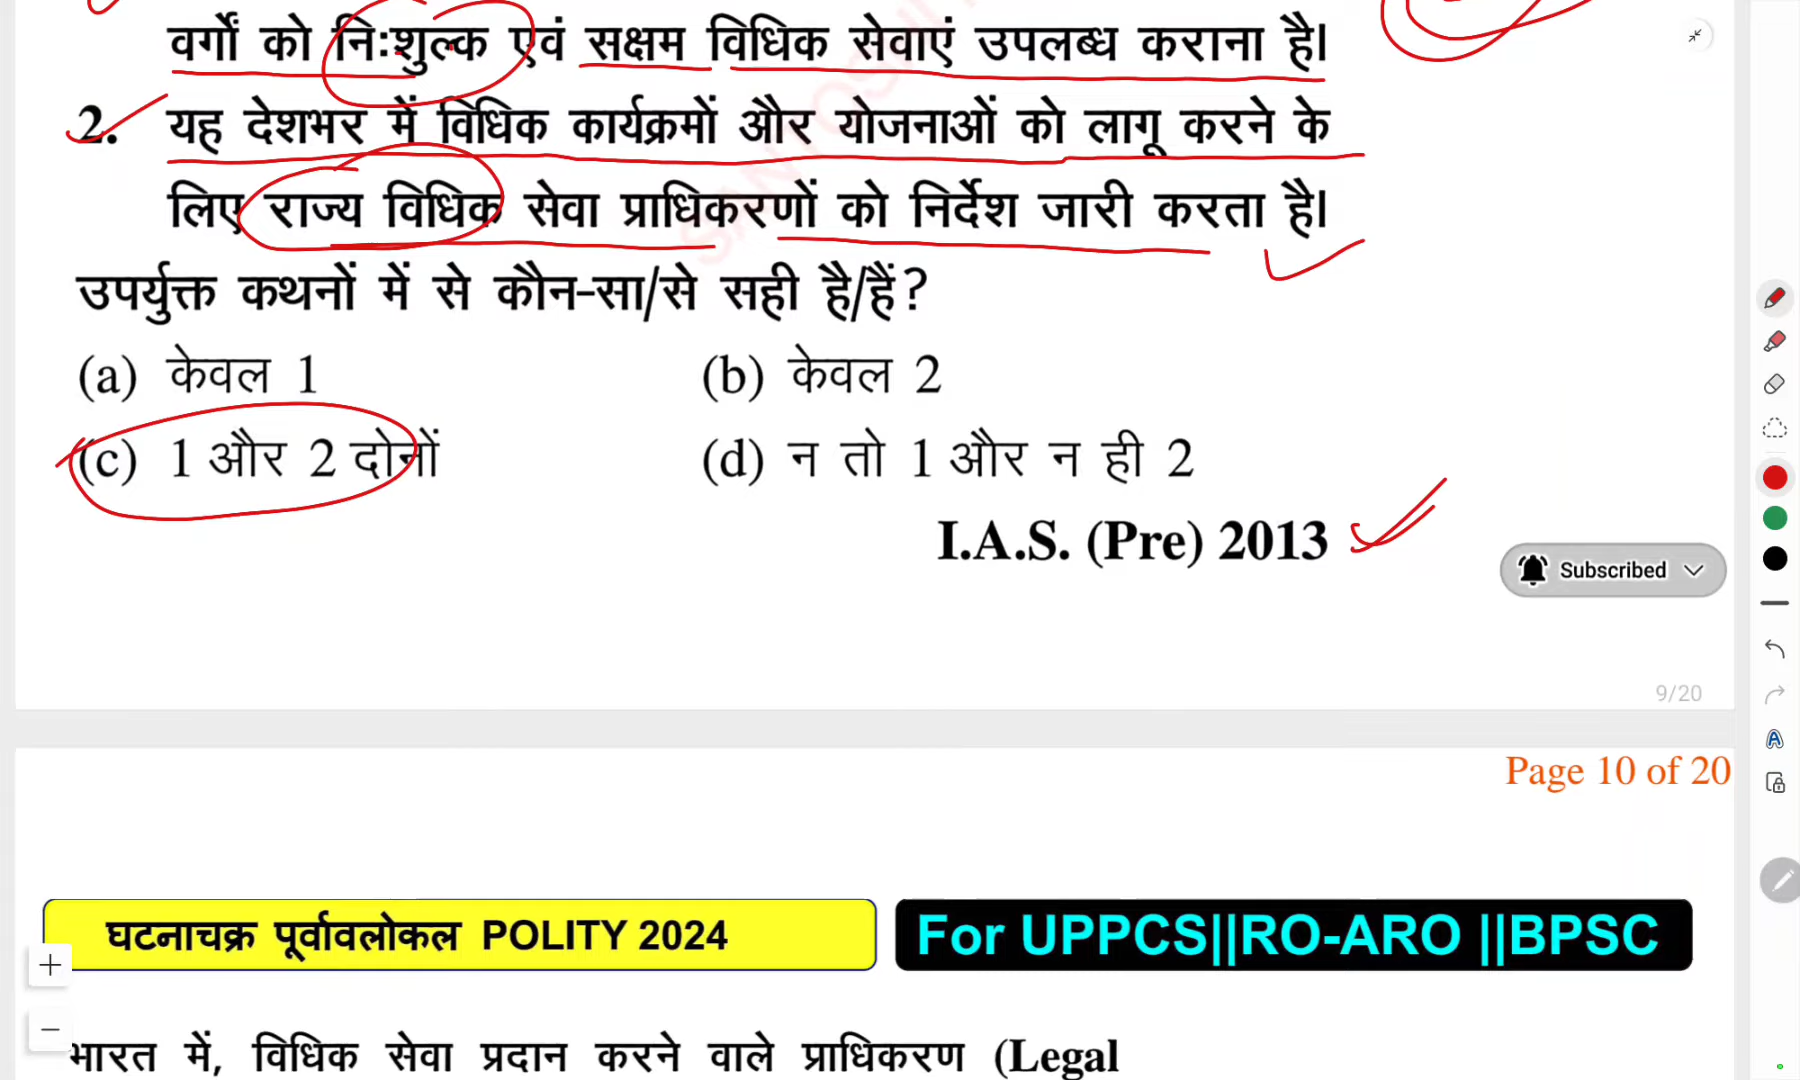 वर्गों को निःशुल्क एवं सक्षम विधिक सेवाएं उपलब्ध कराना है।
2. यह देशभर में विधिक कार्यक्रमों और योजनाओं को लागू करने के
लिए राज्य विधिक सेवा प्राधिकरणों को निर्देश जारी करता है।
उपर्युक्त कथनों में से कौन-सा/से सही है/हैं?
(a) केवल 1 (b) केवल 2
(c) 1 और 2 दोनों (d) न तो 1 और न ही 2
I.A.S. (Pre) 2013
Subscribed
9/20
Page 10 of 20
घटनाचक्र पूर्वावलोकल POLITY 2024 For UPPCS||RO-ARO ||BPSC
भारत में, विधिक सेवा प्रदान करने वाले प्राधिकरण (Legal